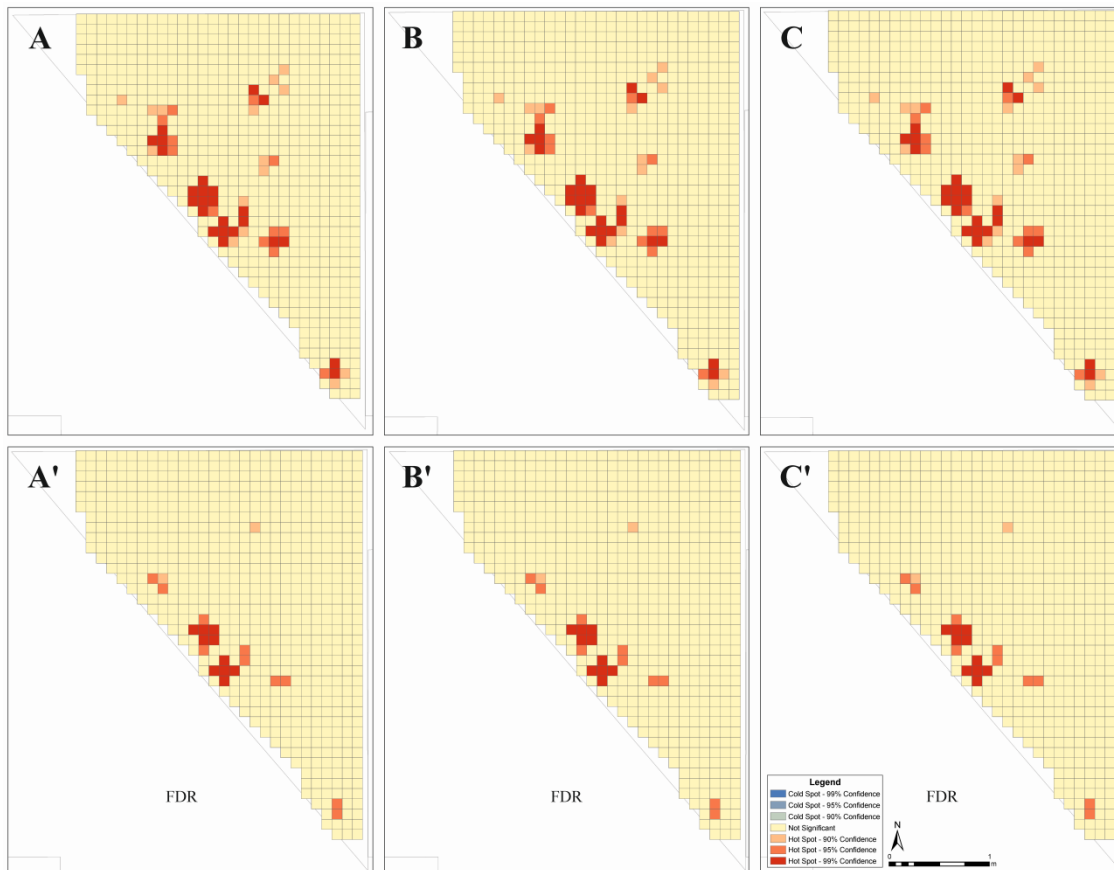 A
B
C
A'
B'
C'
FDR
FDR
FDR
Legend
Cold Spot - 99% Confidence
Cold Spot - 95% Confidence
Cold Spot - 90% Confidence
Not Significant
Hot Spot - 90% Confidence
Hot Spot - 95% Confidence
Hot Spot - 99% Confidence
N
0 1
m